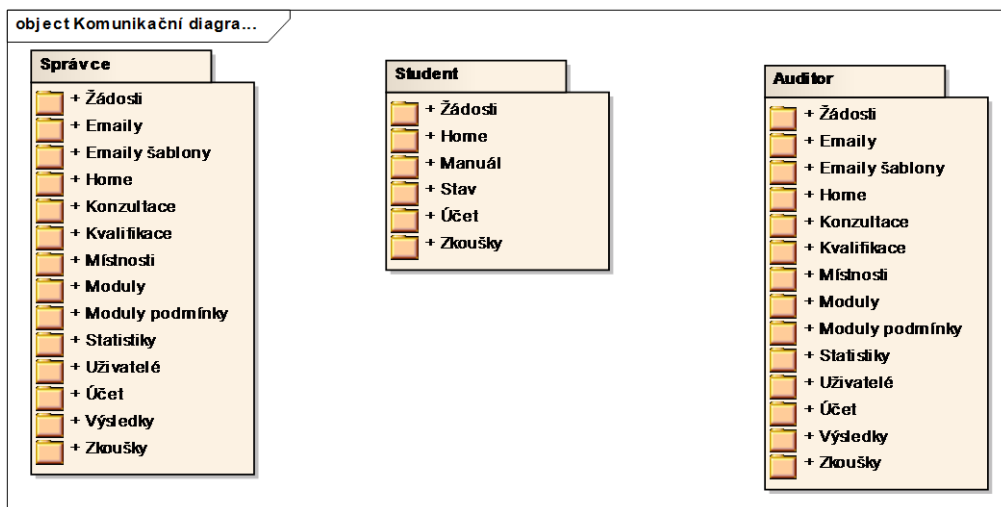 object Komunikační diagra...
Správce
+ Žádosti
+ Emaily
+ Emaily šablony
+ Home
+ Konzultace
+ Kvalifikace
+ Místnosti
+ Moduly
+ Moduly podmínky
+ Statistiky
+ Uživatelé
+ Účet
+ Výsledky
+ Zkoušky
Student
+ Žádosti
+ Home
+ Manuál
+ Stav
+ Účet
+ Zkoušky
Auditor
+ Žádosti
+ Emaily
+ Emaily šablony
+ Home
+ Konzultace
+ Kvalifikace
+ Místnosti
+ Moduly
+ Moduly podmínky
+ Statistiky
+ Uživatelé
+ Účet
+ Výsledky
+ Zkoušky